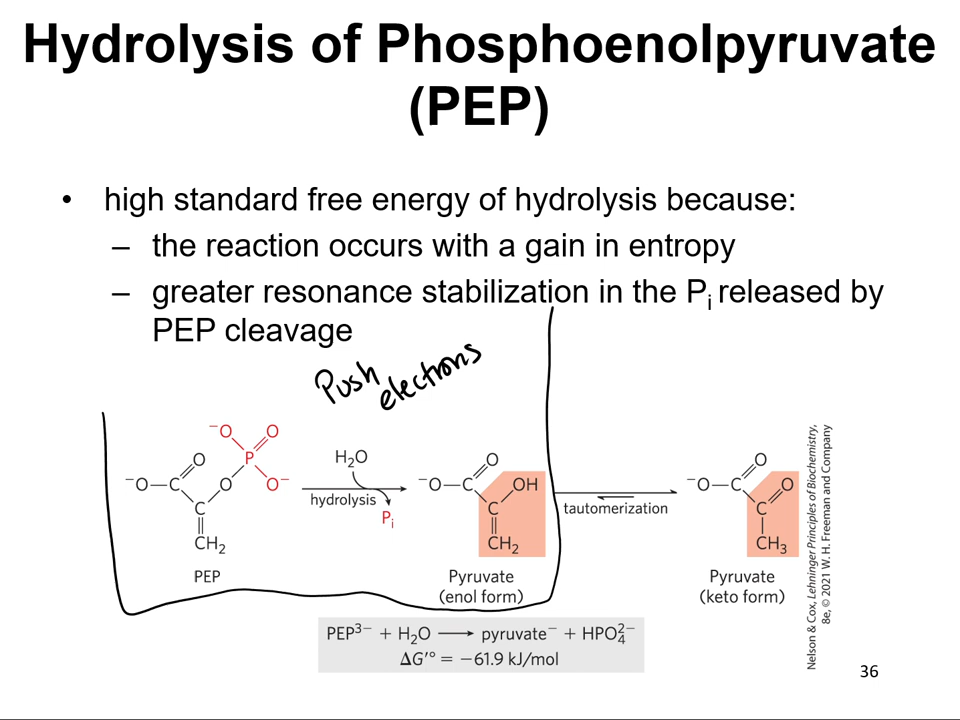 Hydrolysis of Phosphoenolpyruvate
(PEP)
• high standard free energy of hydrolysis because:
– the reaction occurs with a gain in entropy
– greater resonance stabilization in the Pi released by
PEP cleavage
Push
electrons
⁻O O
P
O
⁻O—C
O
O⁻
C
CH₂
PEP
H₂O
hydrolysis
Pi
O
⁻O—C
OH
C
CH₂
Pyruvate
(enol form)
tautomerization
O
⁻O—C
O
C
CH₃
Pyruvate
(keto form)
PEP³⁻ + H₂O ⟶ pyruvate⁻ + HPO₄²⁻
ΔG′° = −61.9 kJ/mol
Nelson & Cox, Lehninger Principles of Biochemistry,
8e, © 2021 W. H. Freeman and Company
36